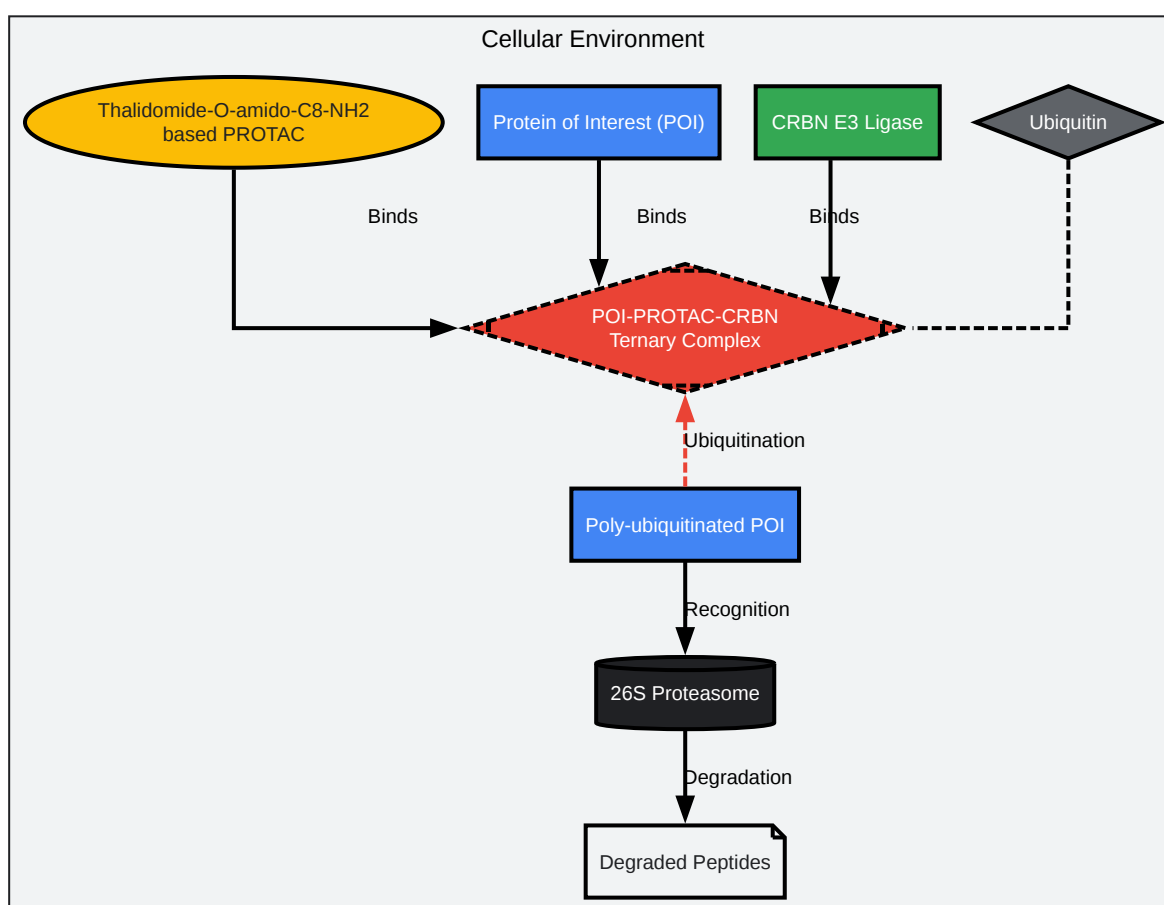 Cellular Environment
Thalidomide-O-amido-C8-NH2
based PROTAC
Protein of Interest (POI)
CRBN E3 Ligase
Ubiquitin
Binds
Binds
Binds
POI-PROTAC-CRBN
Ternary Complex
Ubiquitination
Poly-ubiquitinated POI
Recognition
26S Proteasome
Degradation
Degraded Peptides